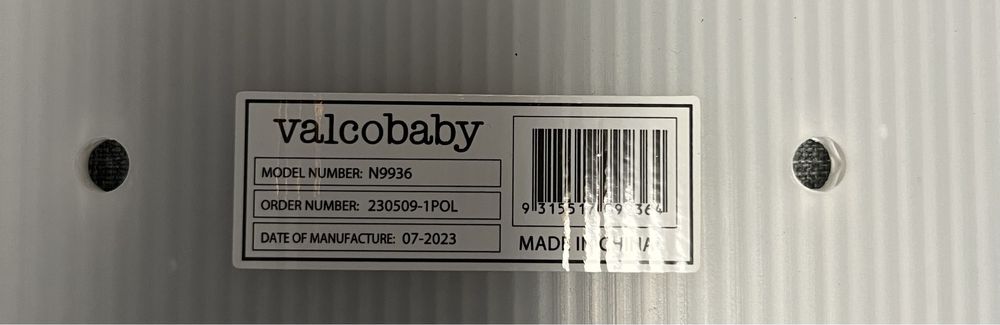 valcobaby
MODEL NUMBER: N9936
ORDER NUMBER: 230509-1POL
DATE OF MANUFACTURE: 07-2023
MADE IN CHINA